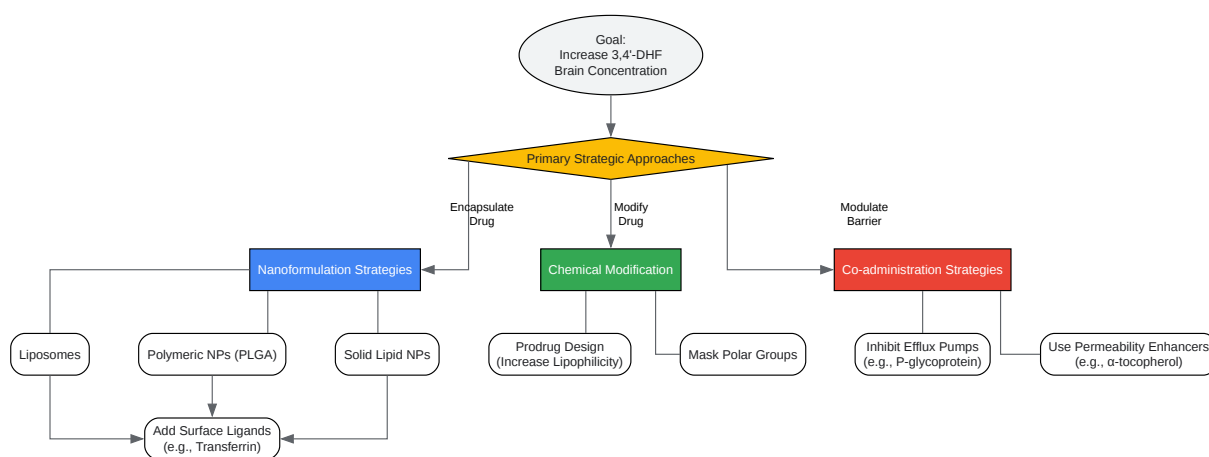 Goal:
Increase 3,4'-DHF
Brain Concentration
Primary Strategic Approaches
Encapsulate
Drug
Modify
Drug
Modulate
Barrier
Nanoformulation Strategies
Chemical Modification
Co-administration Strategies
Liposomes
Polymeric NPs (PLGA)
Solid Lipid NPs
Prodrug Design
(Increase Lipophilicity)
Mask Polar Groups
Inhibit Efflux Pumps
(e.g., P-glycoprotein)
Use Permeability Enhancers
(e.g., α-tocopherol)
Add Surface Ligands
(e.g., Transferrin)